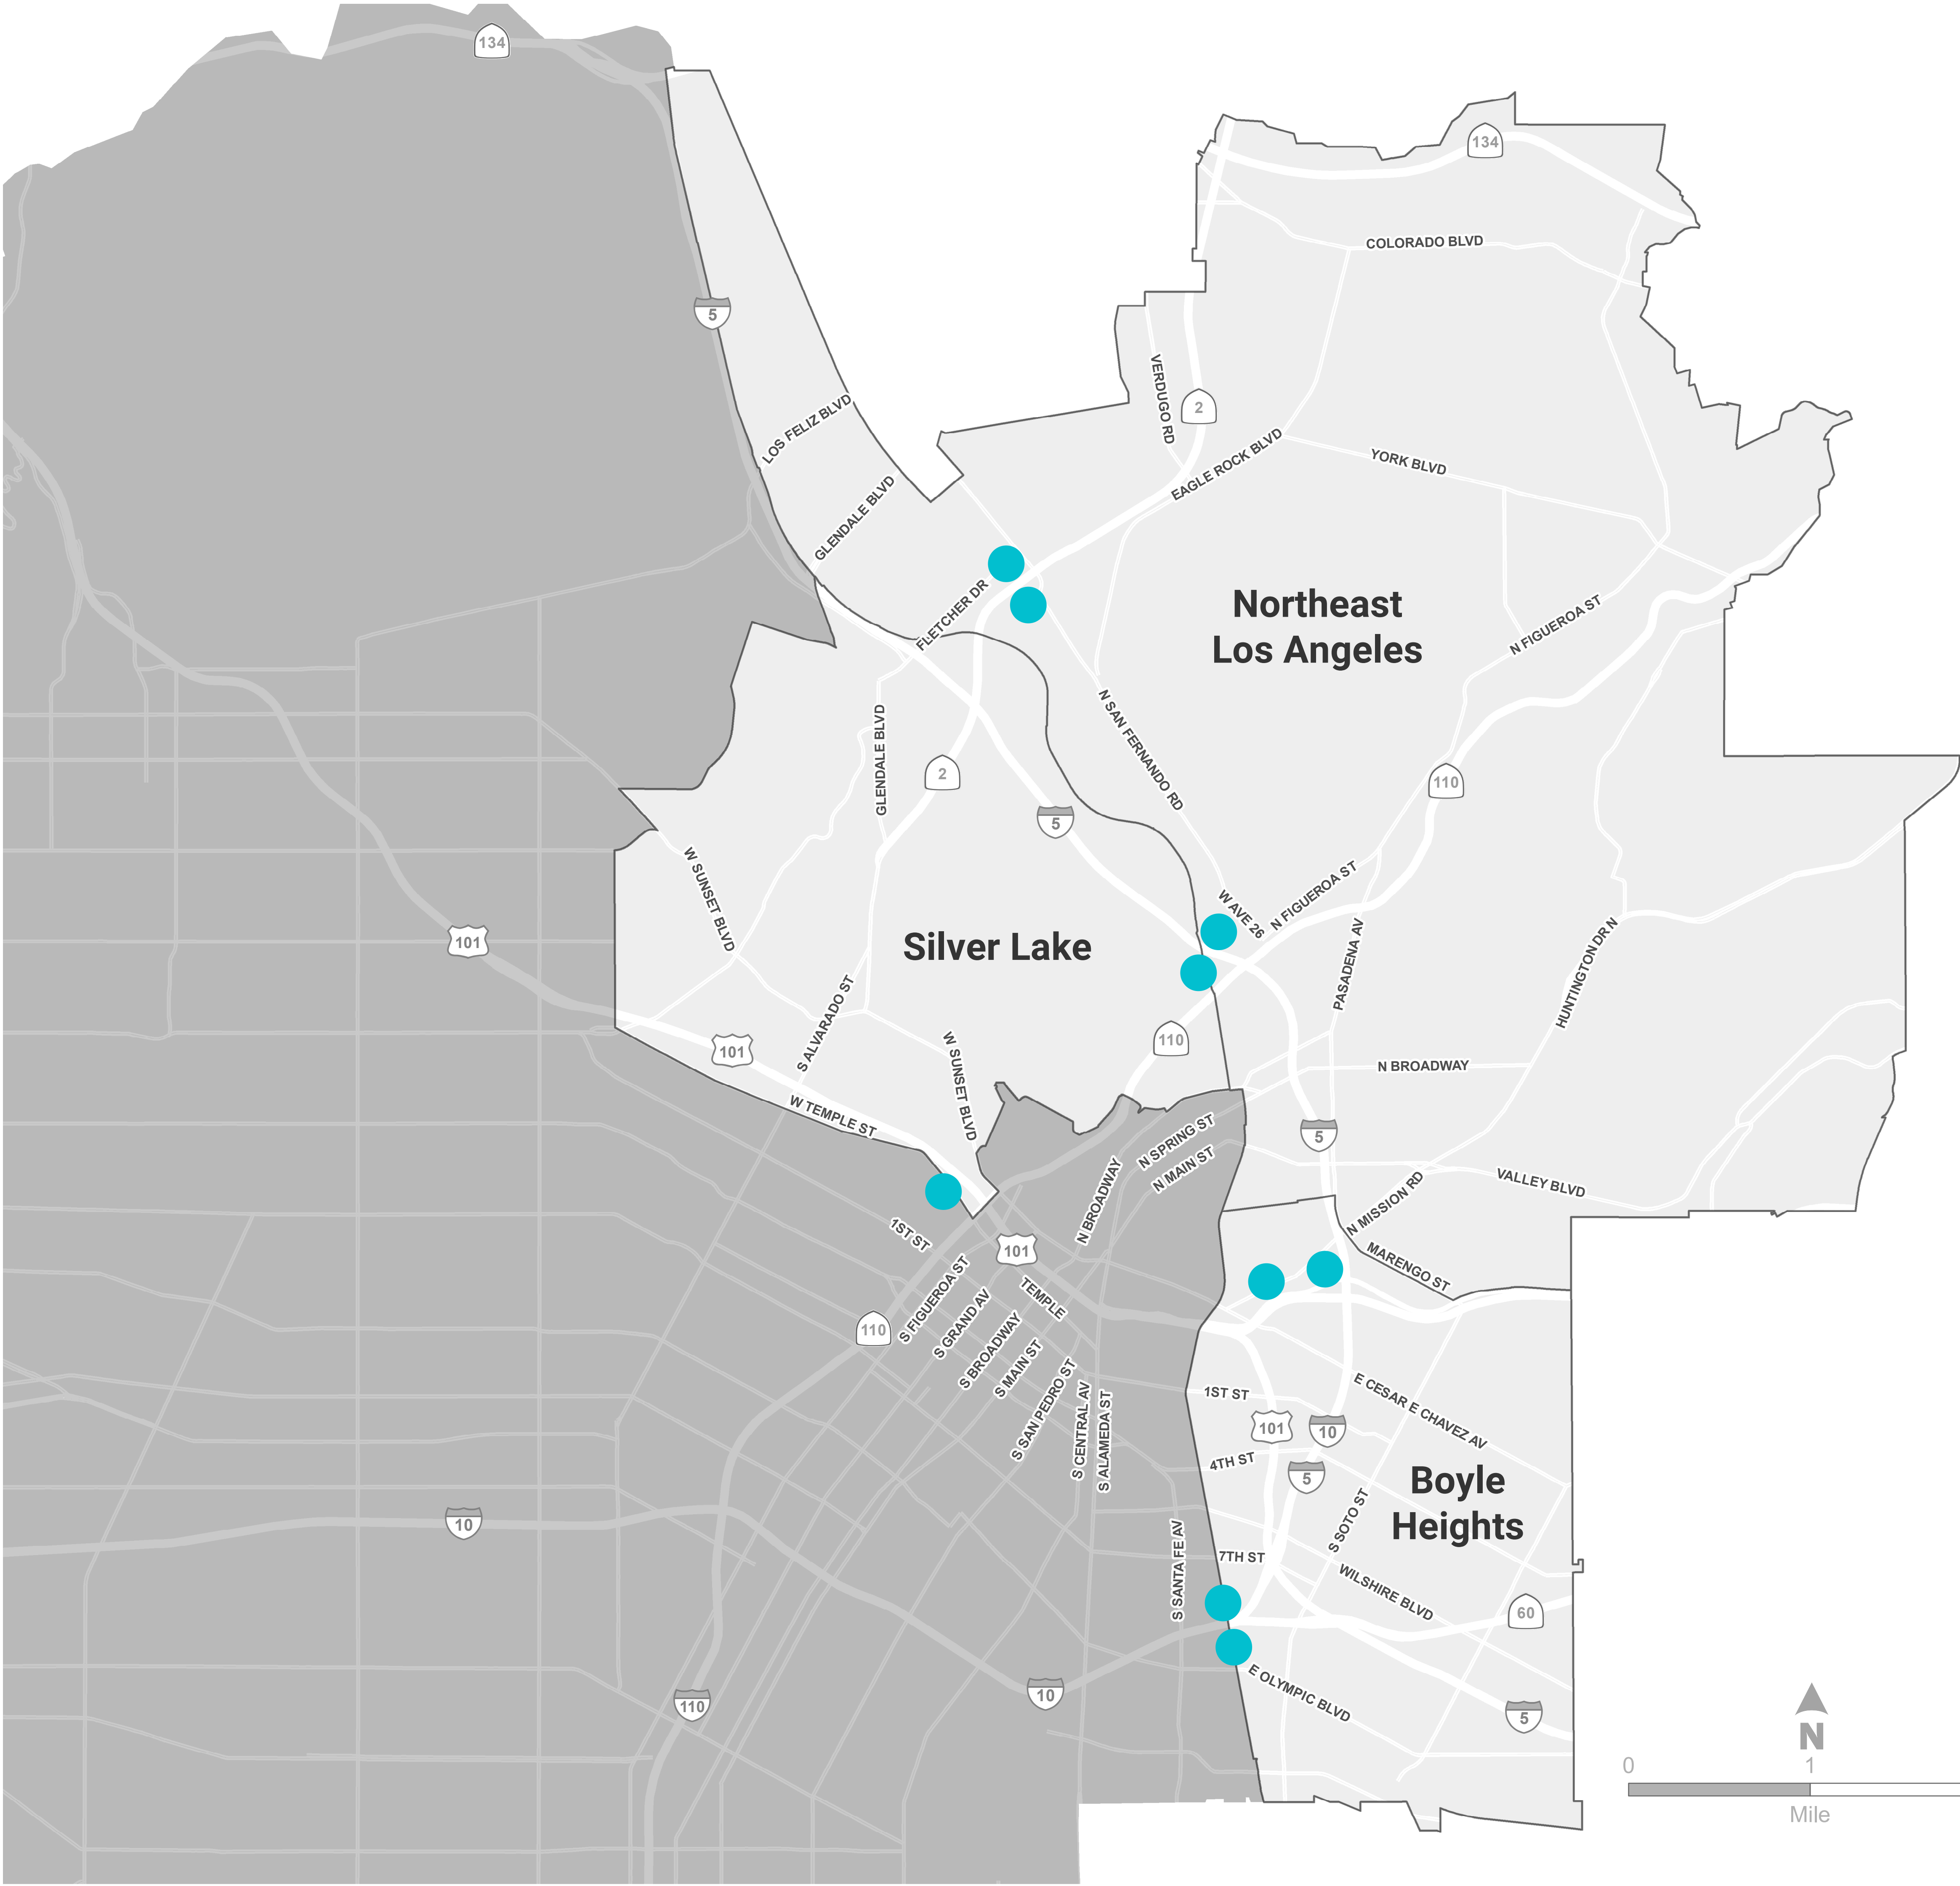 134
134
COLORADO BLVD
5
VERDUGO RD
2
LOS FELIZ BLVD
EAGLE ROCK BLVD
YORK BLVD
GLENDALE BLVD
FLETCHER DR
Northeast
Los Angeles
N FIGUEROA ST
N SAN FERNANDO RD
GLENDALE BLVD
2
110
5
W SUNSET BLVD
W AVE 26
N FIGUEROA ST
101
Silver Lake
PASADENA AV
HUNTINGTON DR N
S ALVARADO ST
101
110
W SUNSET BLVD
N BROADWAY
W TEMPLE ST
5
N SPRING ST
N MAIN ST
N BROADWAY
VALLEY BLVD
N MISSION RD
1ST ST
101
MARENGO ST
S FIGUEROA ST
TEMPLE
110
S GRAND AV
S BROADWAY
S MAIN ST
S SAN PEDRO ST
S CENTRAL AV
S ALAMEDA ST
1ST ST
E CESAR E CHAVEZ AV
101
10
4TH ST
5
Boyle
Heights
10
S SOTO ST
S SANTA FE AV
7TH ST
WILSHIRE BLVD
60
E OLYMPIC BLVD
10
110
5
N
0
1
Mile